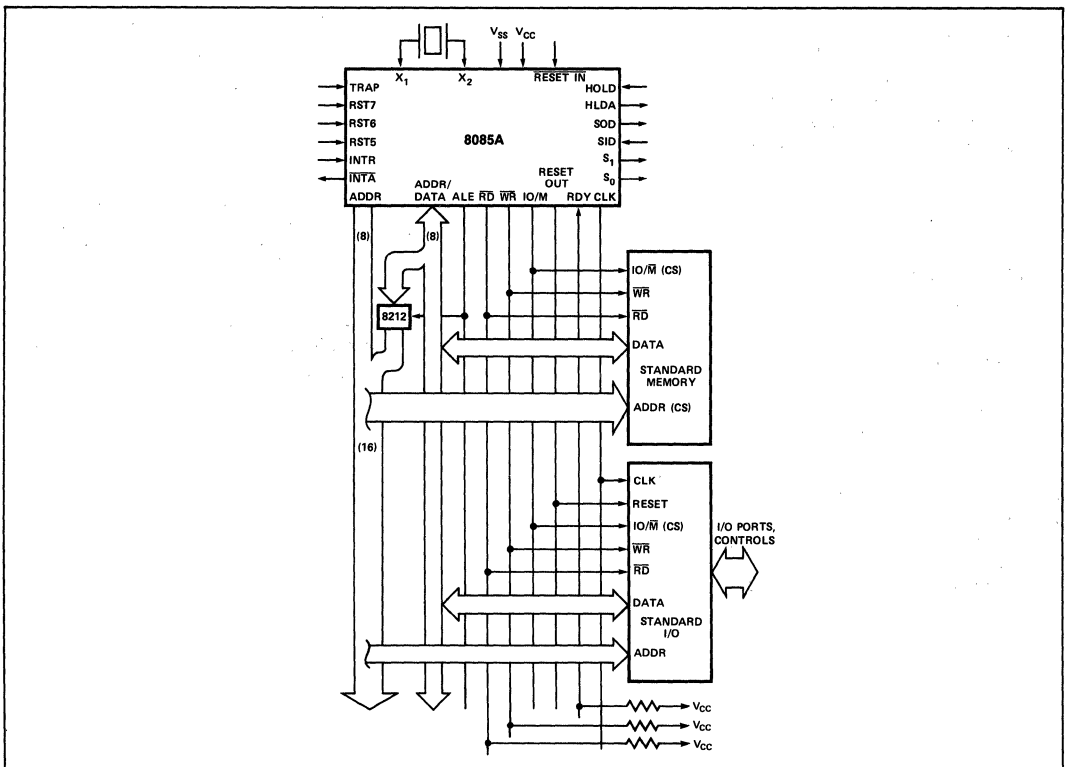 VSS VCC
X1 X2 RESET IN
TRAP HOLD
RST7 HLDA
RST6 SOD
RST5 8085A SID
INTR S1
INTA RESET S0
ADDR/ OUT
ADDR DATA ALE RD WR IO/M RDY CLK
(8) (8)
IO/M (CS)
WR
8212 RD
DATA
STANDARD
MEMORY
ADDR (CS)
(16)
CLK
RESET
IO/M (CS) I/O PORTS,
CONTROLS
WR
RD
DATA
STANDARD
I/O
ADDR
VCC
VCC
VCC